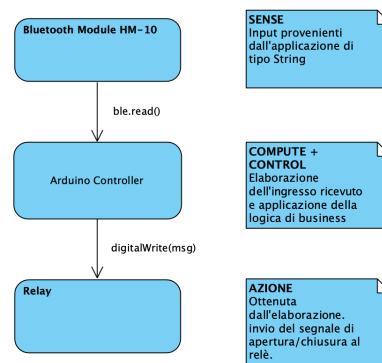 Bluetooth Module HM-10
SENSE
Input provenienti
dall'applicazione di
tipo String
ble.read()
Arduino Controller
COMPUTE +
CONTROL
Elaborazione
dell'ingresso ricevuto
e applicazione della
logica di business
digitalWrite(msg)
Relay
AZIONE
Ottenuta
dall'elaborazione.
invio del segnale di
apertura/chiusura al
relè.